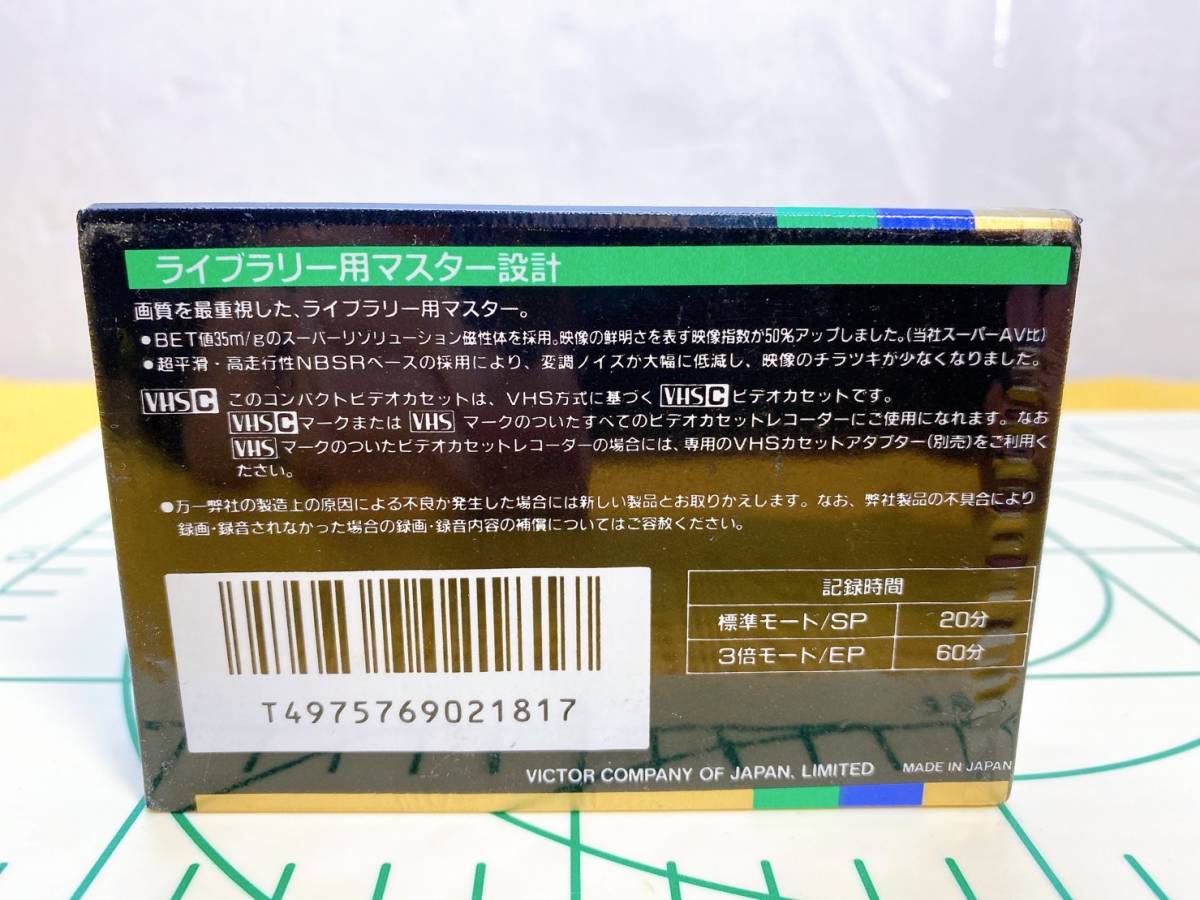 ライブラリー用マスター設計
画質を最重視した、ライブラリー用マスター。
●BET値35㎡/gのスーパーリソリューション磁性体を採用。映像の鮮明さを表す映像指数が50%アップしました。(当社スーパーAV比)
●超平滑・高走行性NBSRベースの採用により、変調ノイズが大幅に低減し、映像のチラツキが少なくなりました。
VHS C このコンパクトビデオカセットは、VHS方式に基づく VHS C ビデオカセットです。
VHS C マークまたは VHS マークのついたすべてのビデオカセットレコーダーにご使用になれます。なお
VHS マークのついたビデオカセットレコーダーの場合には、専用のVHSカセットアダプター(別売)をご利用く
ださい。
●万一弊社の製造上の原因による不良が発生した場合には新しい製品とお取りかえします。なお、弊社製品の不具合により
録画・録音されなかった場合の録画・録音内容の補償についてはご容赦ください。
記録時間
標準モード/SP 20分
3倍モード/EP 60分
T4975769021817
VICTOR COMPANY OF JAPAN, LIMITED MADE IN JAPAN